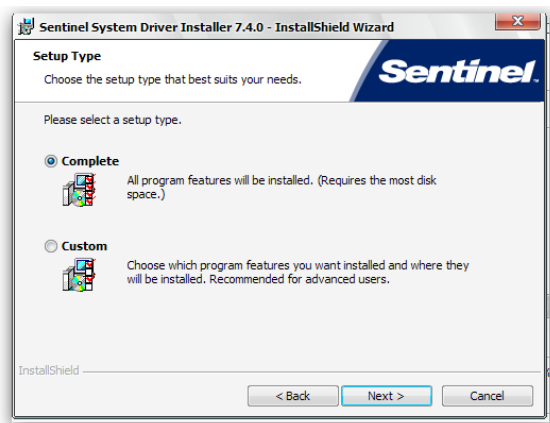 Sentinel System Driver Installer 7.4.0 - InstallShield Wizard
Setup Type
Choose the setup type that best suits your needs.
Sentinel.
Please select a setup type.
Complete
All program features will be installed. (Requires the most disk
space.)
Custom
Choose which program features you want installed and where they
will be installed. Recommended for advanced users.
InstallShield
< Back
Next >
Cancel